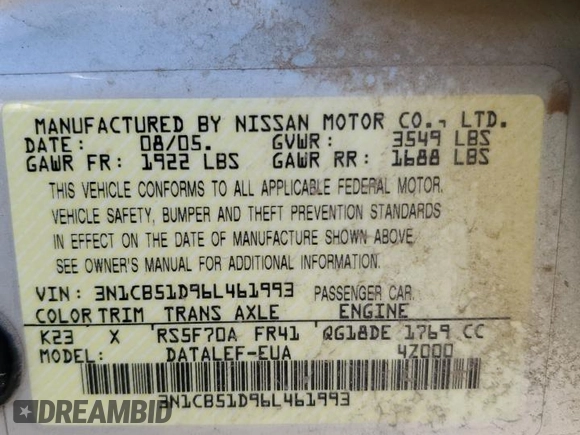 MANUFACTURED BY NISSAN MOTOR CO., LTD.
DATE: 08/05. GVWR: 3549 LBS
GAWR FR: 1922 LBS GAWR RR: 1688 LBS
THIS VEHICLE CONFORMS TO ALL APPLICABLE FEDERAL MOTOR
VEHICLE SAFETY, BUMPER AND THEFT PREVENTION STANDARDS
IN EFFECT ON THE DATE OF MANUFACTURE SHOWN ABOVE.
SEE OWNER'S MANUAL FOR ADDITIONAL INFORMATION.
VIN: 3N1CB51D96L461993 PASSENGER CAR
COLOR TRIM TRANS AXLE ENGINE
K23 X RS5F70A FR41 QG18DE 1769 CC
MODEL: DATALEF-EUA 4Z000
3N1CB51D96L461993
DREAMBID